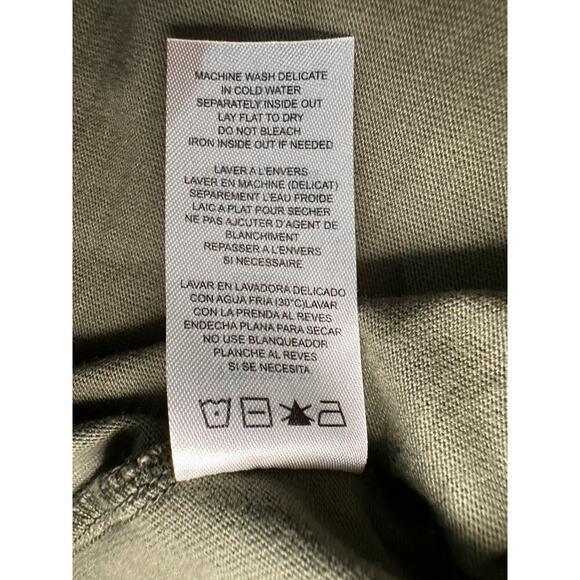 MACHINE WASH DELICATE
IN COLD WATER
SEPARATELY INSIDE OUT
LAY FLAT TO DRY
DO NOT BLEACH
IRON INSIDE OUT IF NEEDED
LAVER A L'ENVERS
LAVER EN MACHINE (DELICAT)
SEPAREMENT L'EAU FROIDE
LAIC A PLAT POUR SECHER
NE PAS AJOUTER D'AGENT DE
BLANCHIMENT
REPASSER A L'ENVERS
SI NECESSAIRE
LAVAR EN LAVADORA DELICADO
CON AGUA FRIA (30°C)LAVAR
CON LA PRENDA AL REVES
ENDECHA PLANA PARA SECAR
NO USE BLANQUEADOR
PLANCHE AL REVES
SI SE NECESITA